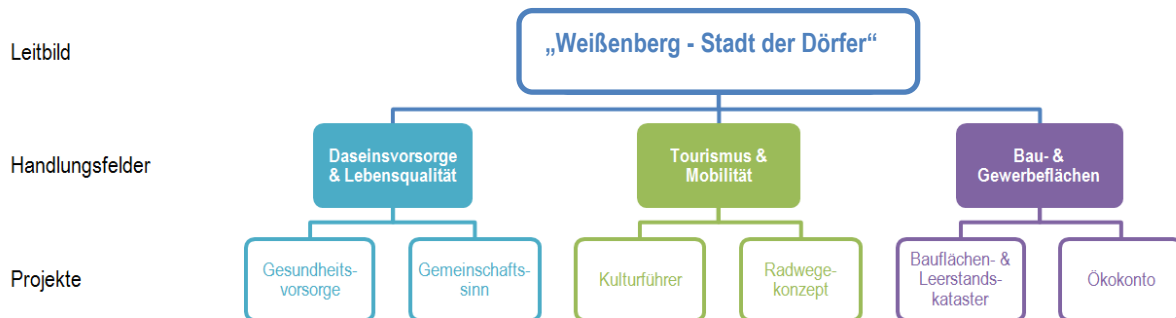 Leitbild
„Weißenberg - Stadt der Dörfer“
Handlungsfelder
Daseinsvorsorge
& Lebensqualität
Tourismus &
Mobilität
Bau- &
Gewerbeflächen
Projekte
Gesundheits-
vorsorge
Gemeinschafts-
sinn
Kulturführer
Radwege-
konzept
Bauflächen- &
Leerstands-
kataster
Ökokonto